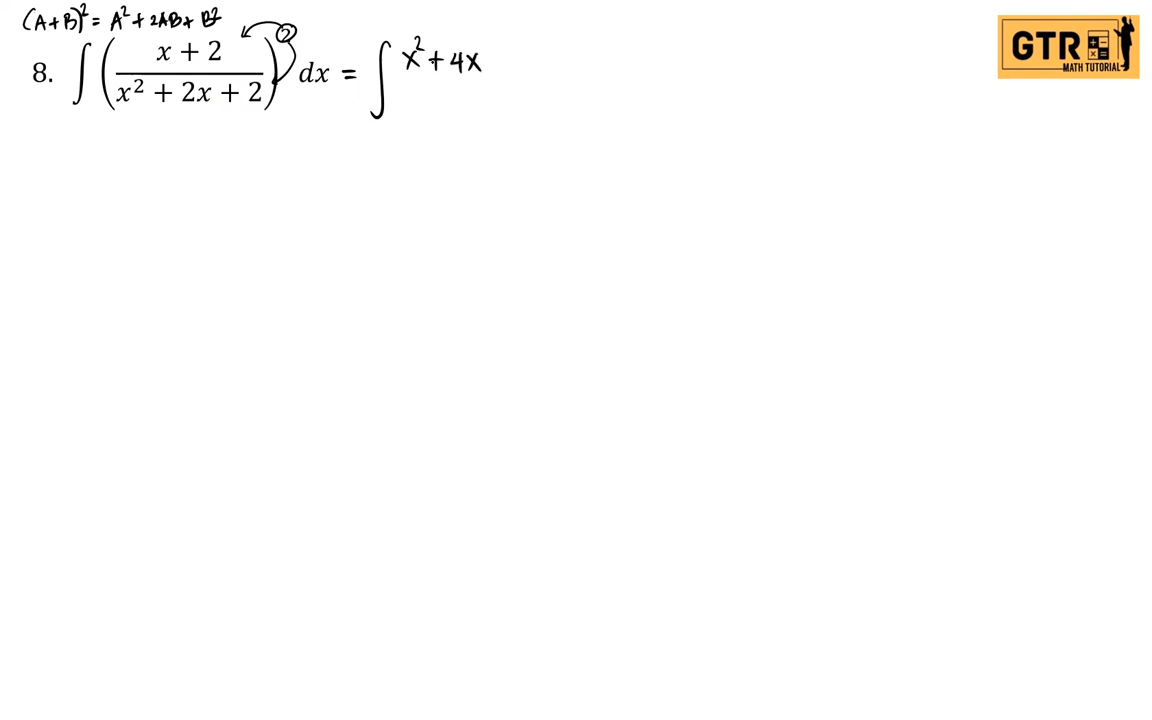 (A+B)² = A² + 2AB + B²
8. ∫ ( (x + 2) / (x² + 2x + 2) )² dx = ∫ x² + 4x
GTR
MATH TUTORIAL